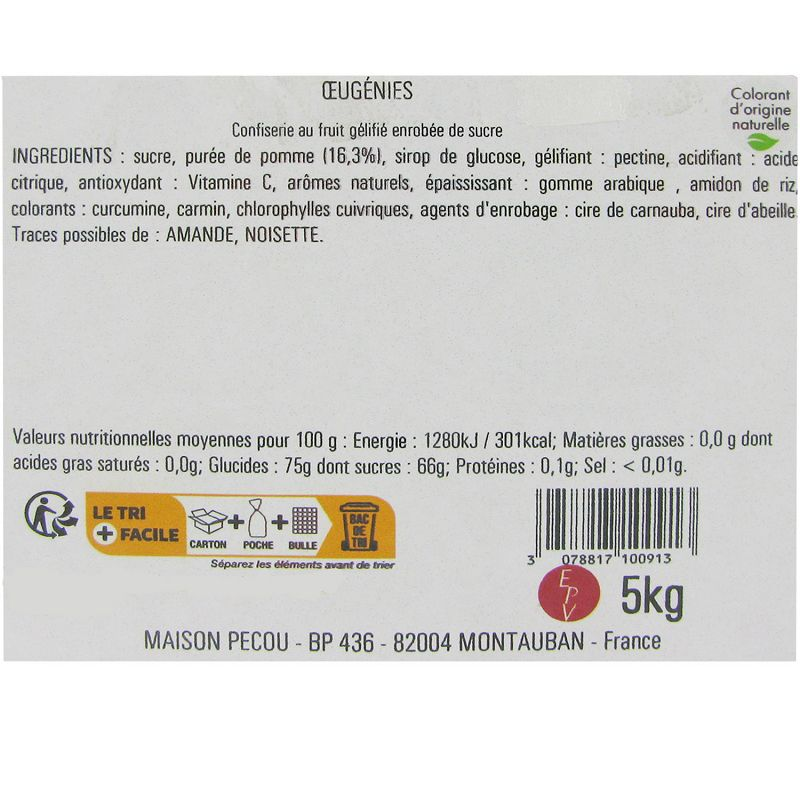 ŒUGÉNIES
Colorant
d'origine
naturelle
Confiserie au fruit gélifié enrobée de sucre
INGREDIENTS : sucre, purée de pomme (16,3%), sirop de glucose, gélifiant : pectine, acidifiant : acide
citrique, antioxydant : Vitamine C, arômes naturels, épaississant : gomme arabique , amidon de riz,
colorants : curcumine, carmin, chlorophylles cuivriques, agents d'enrobage : cire de carnauba, cire d'abeille.
Traces possibles de : AMANDE, NOISETTE.
Valeurs nutritionnelles moyennes pour 100 g : Energie : 1280kJ / 301kcal; Matières grasses : 0,0 g dont
acides gras saturés : 0,0g; Glucides : 75g dont sucres : 66g; Protéines : 0,1g; Sel : < 0,01g.
LE TRI
+ FACILE
CARTON + POCHE + BULLE
BAC
DE
TRI
Séparez les éléments avant de trier
3 078817 100913
EPV
5kg
MAISON PECOU - BP 436 - 82004 MONTAUBAN - France